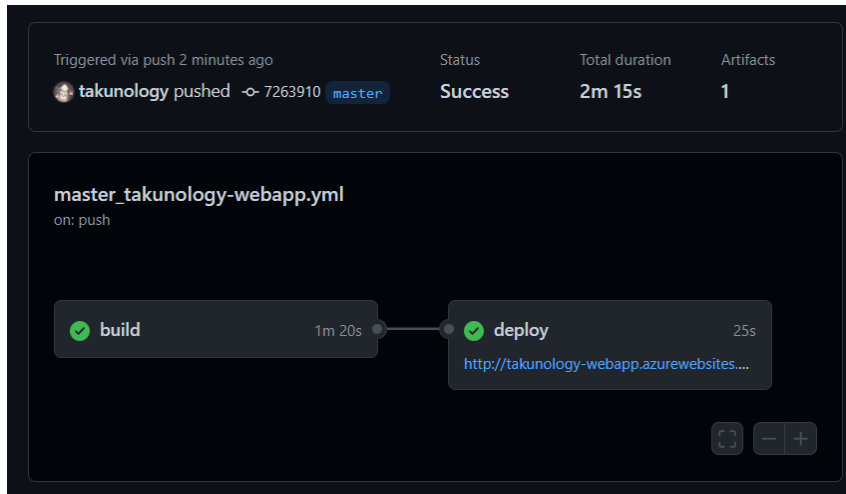 Triggered via push 2 minutes ago
takunology pushed 7263910 master
Status
Success
Total duration
2m 15s
Artifacts
1
master_takunology-webapp.yml
on: push
build 1m 20s
deploy 25s
http://takunology-webapp.azurewebsites....